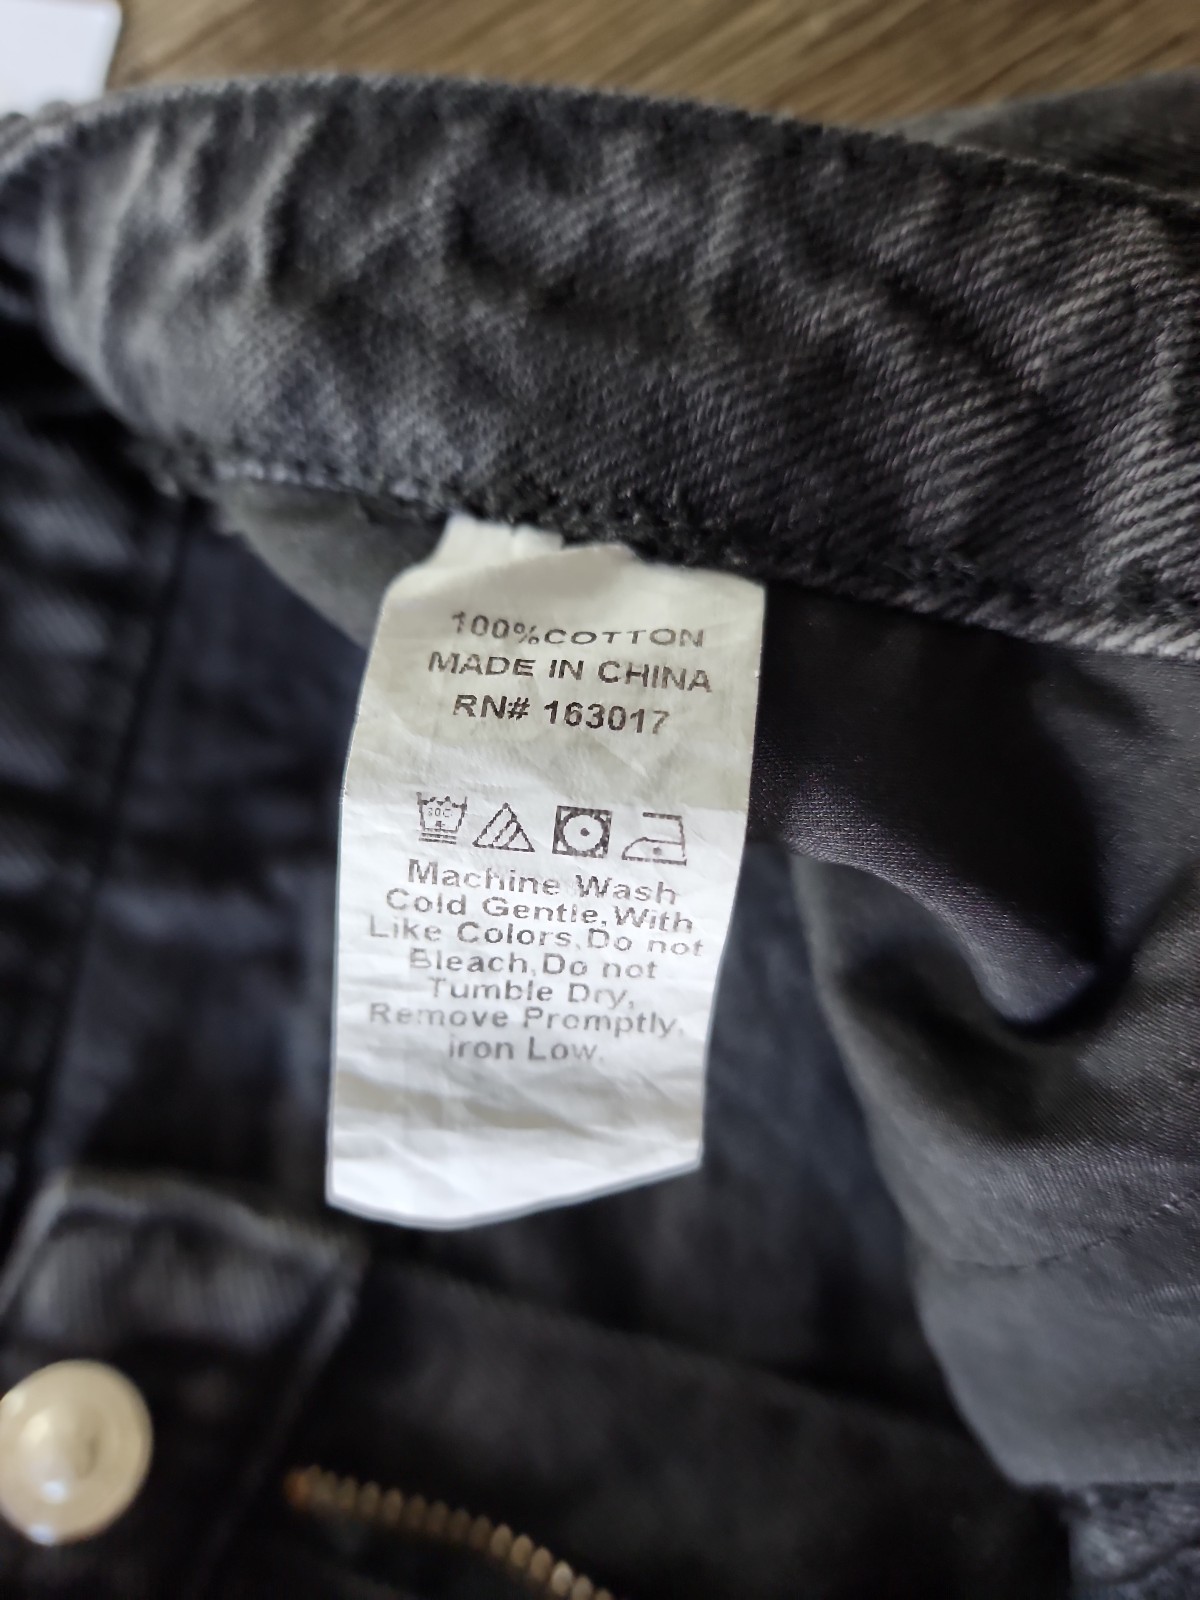 100%COTTON
MADE IN CHINA
RN# 163017
30C
Machine Wash
Cold Gentle,With
Like Colors,Do not
Bleach,Do not
Tumble Dry,
Remove Promptly,
iron Low,